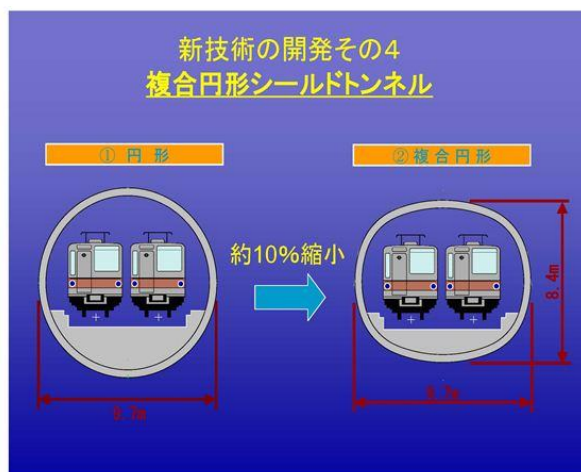 新技術の開発その4
複合円形シールドトンネル
① 円 形
②複合円形
約10%縮小
8.4m
9.7m